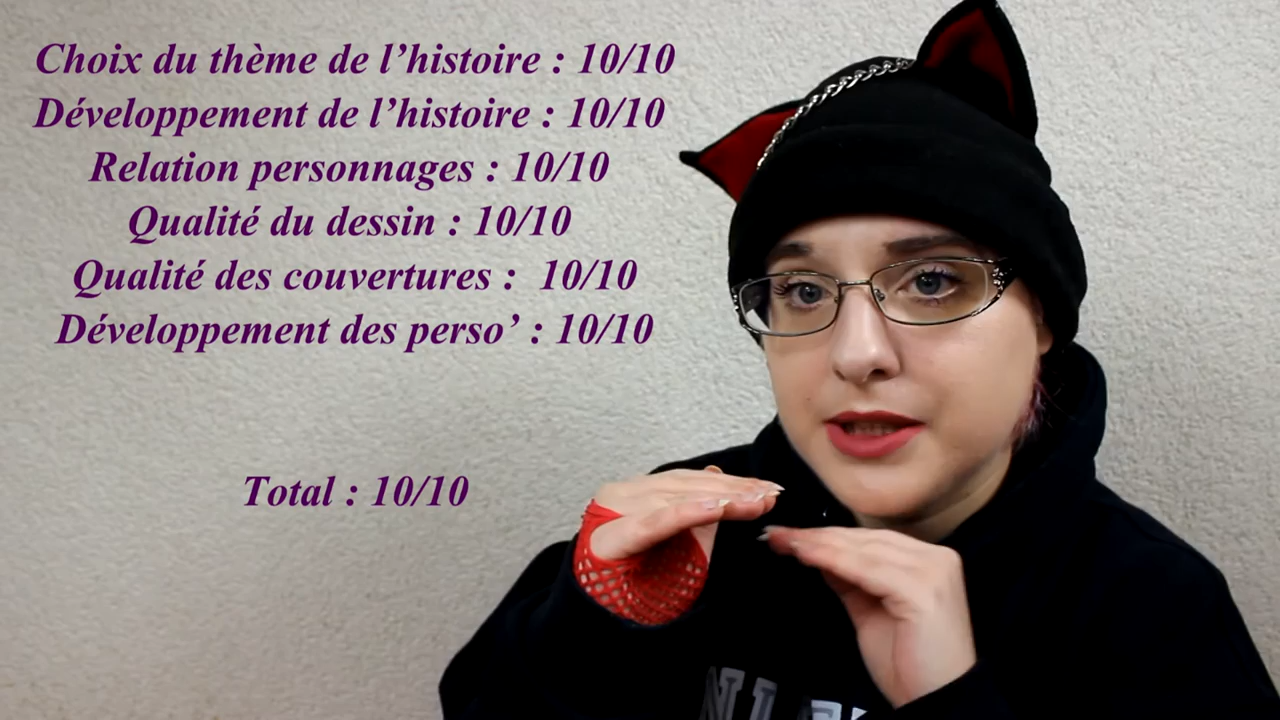 Choix du thème de l’histoire : 10/10
Développement de l’histoire : 10/10
Relation personnages : 10/10
Qualité du dessin : 10/10
Qualité des couvertures :  10/10
Développement des perso’ : 10/10
Total : 10/10